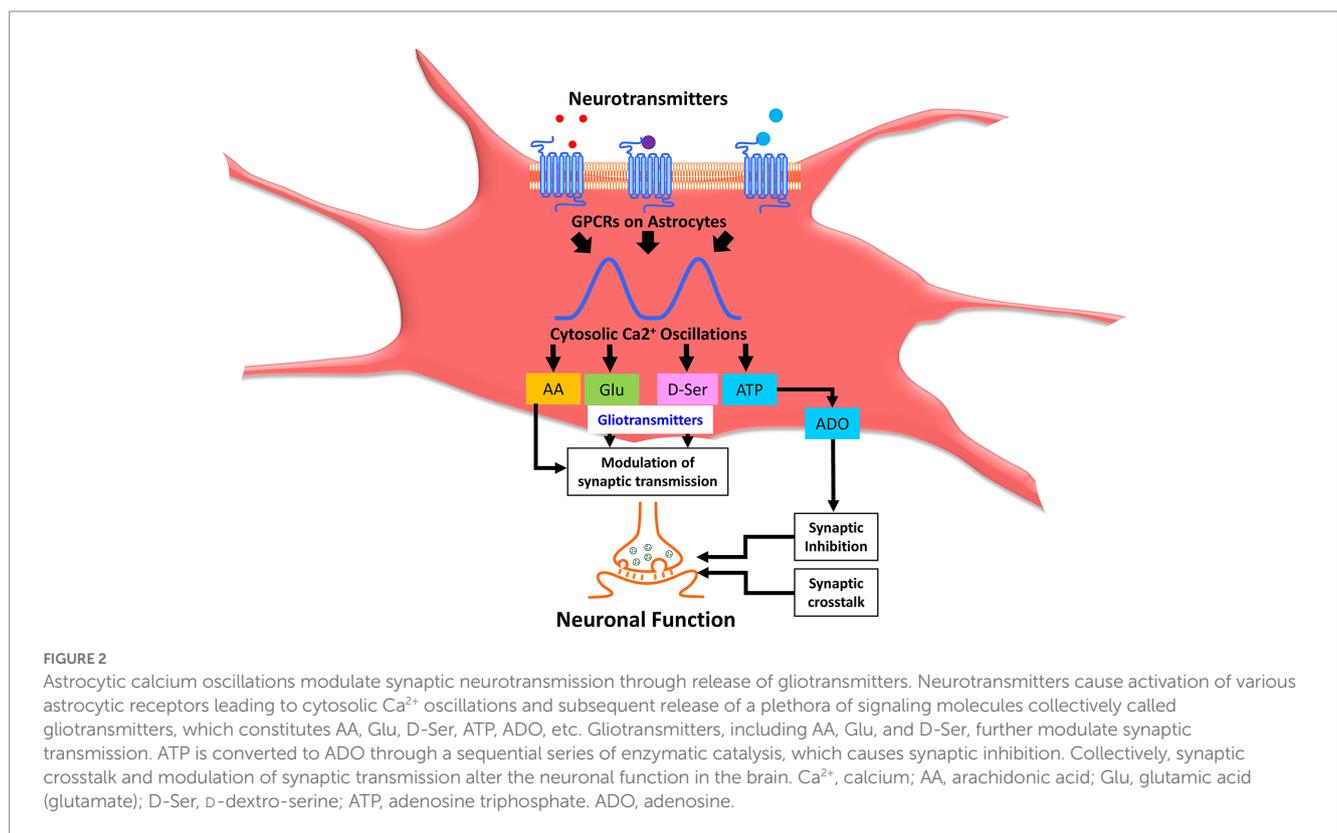 Neurotransmitters
GPCRs on Astrocytes
Cytosolic Ca2⁺ Oscillations
AA
Glu
D-Ser
ATP
Gliotransmitters
ADO
Modulation of
synaptic transmission
Synaptic
Inhibition
Synaptic
crosstalk
Neuronal Function
FIGURE 2
Astrocytic calcium oscillations modulate synaptic neurotransmission through release of gliotransmitters. Neurotransmitters cause activation of various
astrocytic receptors leading to cytosolic Ca²⁺ oscillations and subsequent release of a plethora of signaling molecules collectively called
gliotransmitters, which constitutes AA, Glu, D-Ser, ATP, ADO, etc. Gliotransmitters, including AA, Glu, and D-Ser, further modulate synaptic
transmission. ATP is converted to ADO through a sequential series of enzymatic catalysis, which causes synaptic inhibition. Collectively, synaptic
crosstalk and modulation of synaptic transmission alter the neuronal function in the brain. Ca²⁺, calcium; AA, arachidonic acid; Glu, glutamic acid
(glutamate); D-Ser, D-dextro-serine; ATP, adenosine triphosphate. ADO, adenosine.